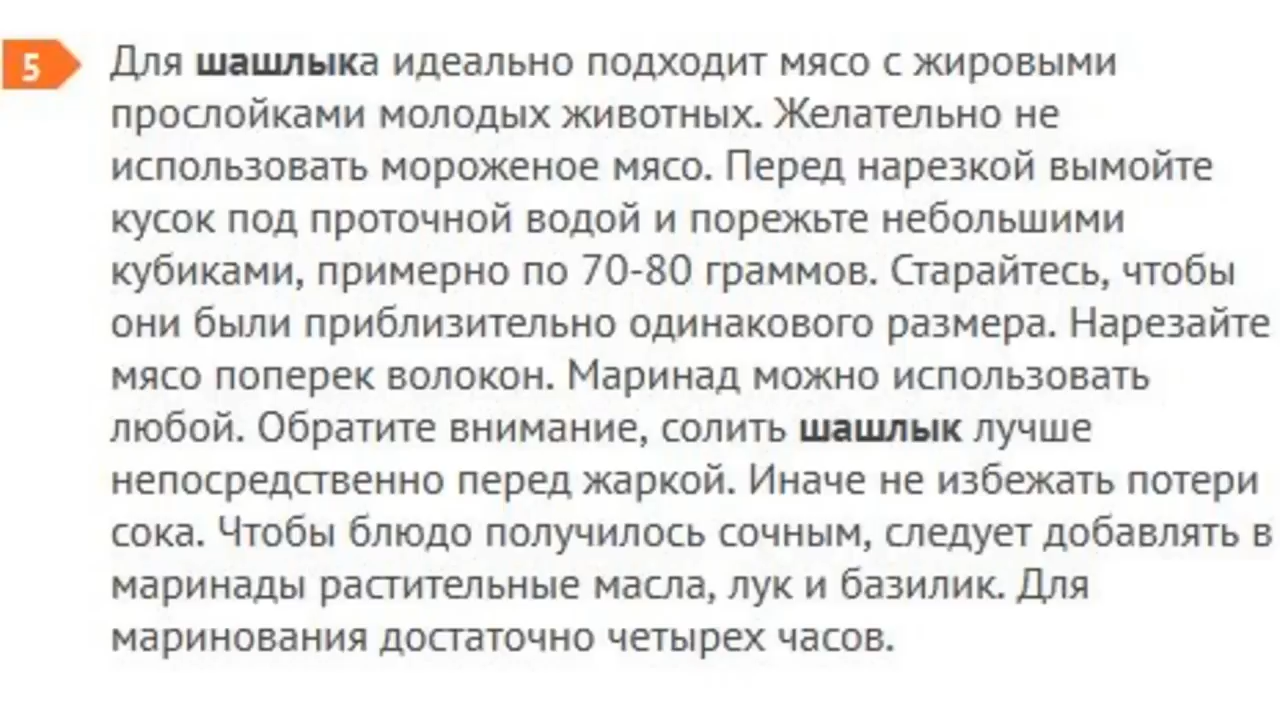 5
Для шашлыка идеально подходит мясо с жировыми
прослойками молодых животных. Желательно не
использовать мороженое мясо. Перед нарезкой вымойте
кусок под проточной водой и порежьте небольшими
кубиками, примерно по 70-80 граммов. Старайтесь, чтобы
они были приблизительно одинакового размера. Нарезайте
мясо поперек волокон. Маринад можно использовать
любой. Обратите внимание, солить шашлык лучше
непосредственно перед жаркой. Иначе не избежать потери
сока. Чтобы блюдо получилось сочным, следует добавлять в
маринады растительные масла, лук и базилик. Для
маринования достаточно четырех часов.